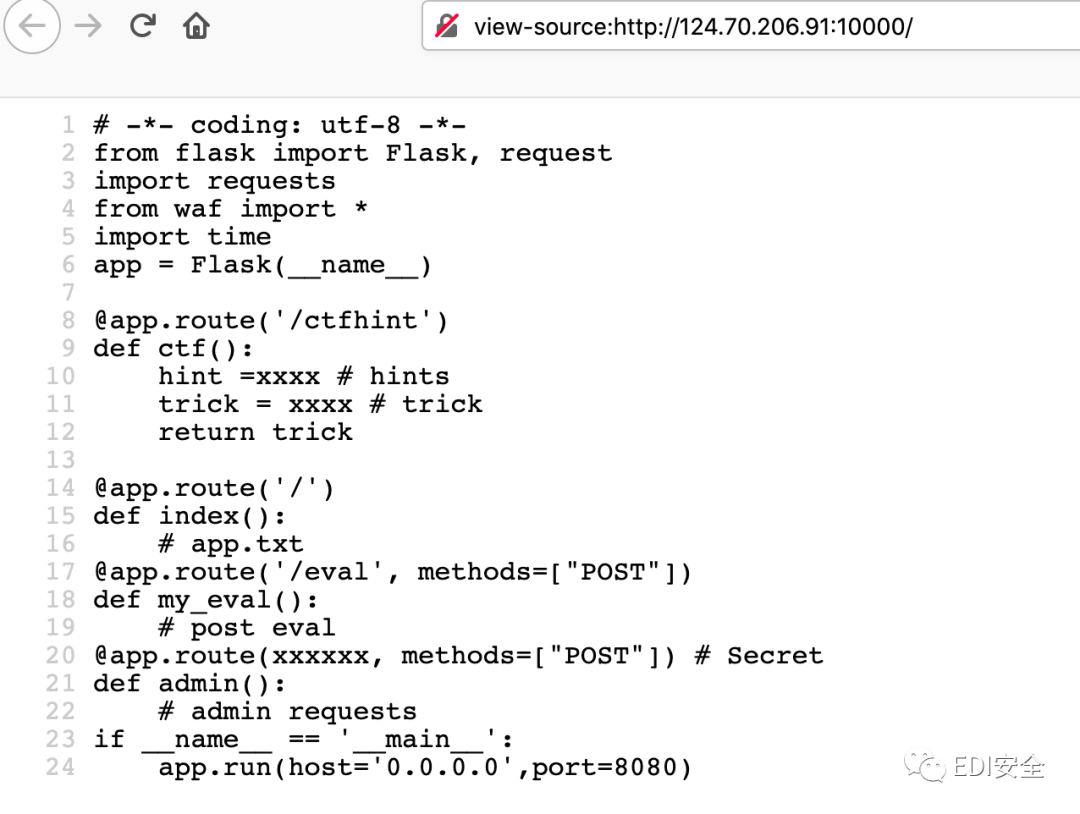 view-source:http://124.70.206.91:10000/
1 # -*- coding: utf-8 -*-
2 from flask import Flask, request
3 import requests
4 from waf import *
5 import time
6 app = Flask(__name__)
7
8 @app.route('/ctfhint')
9 def ctf():
10     hint =xxxx # hints
11     trick = xxxx # trick
12     return trick
13
14 @app.route('/')
15 def index():
16     # app.txt
17 @app.route('/eval', methods=["POST"])
18 def my_eval():
19     # post eval
20 @app.route(xxxxxx, methods=["POST"]) # Secret
21 def admin():
22     # admin requests
23 if __name__ == '__main__':
24     app.run(host='0.0.0.0',port=8080)
EDI安全